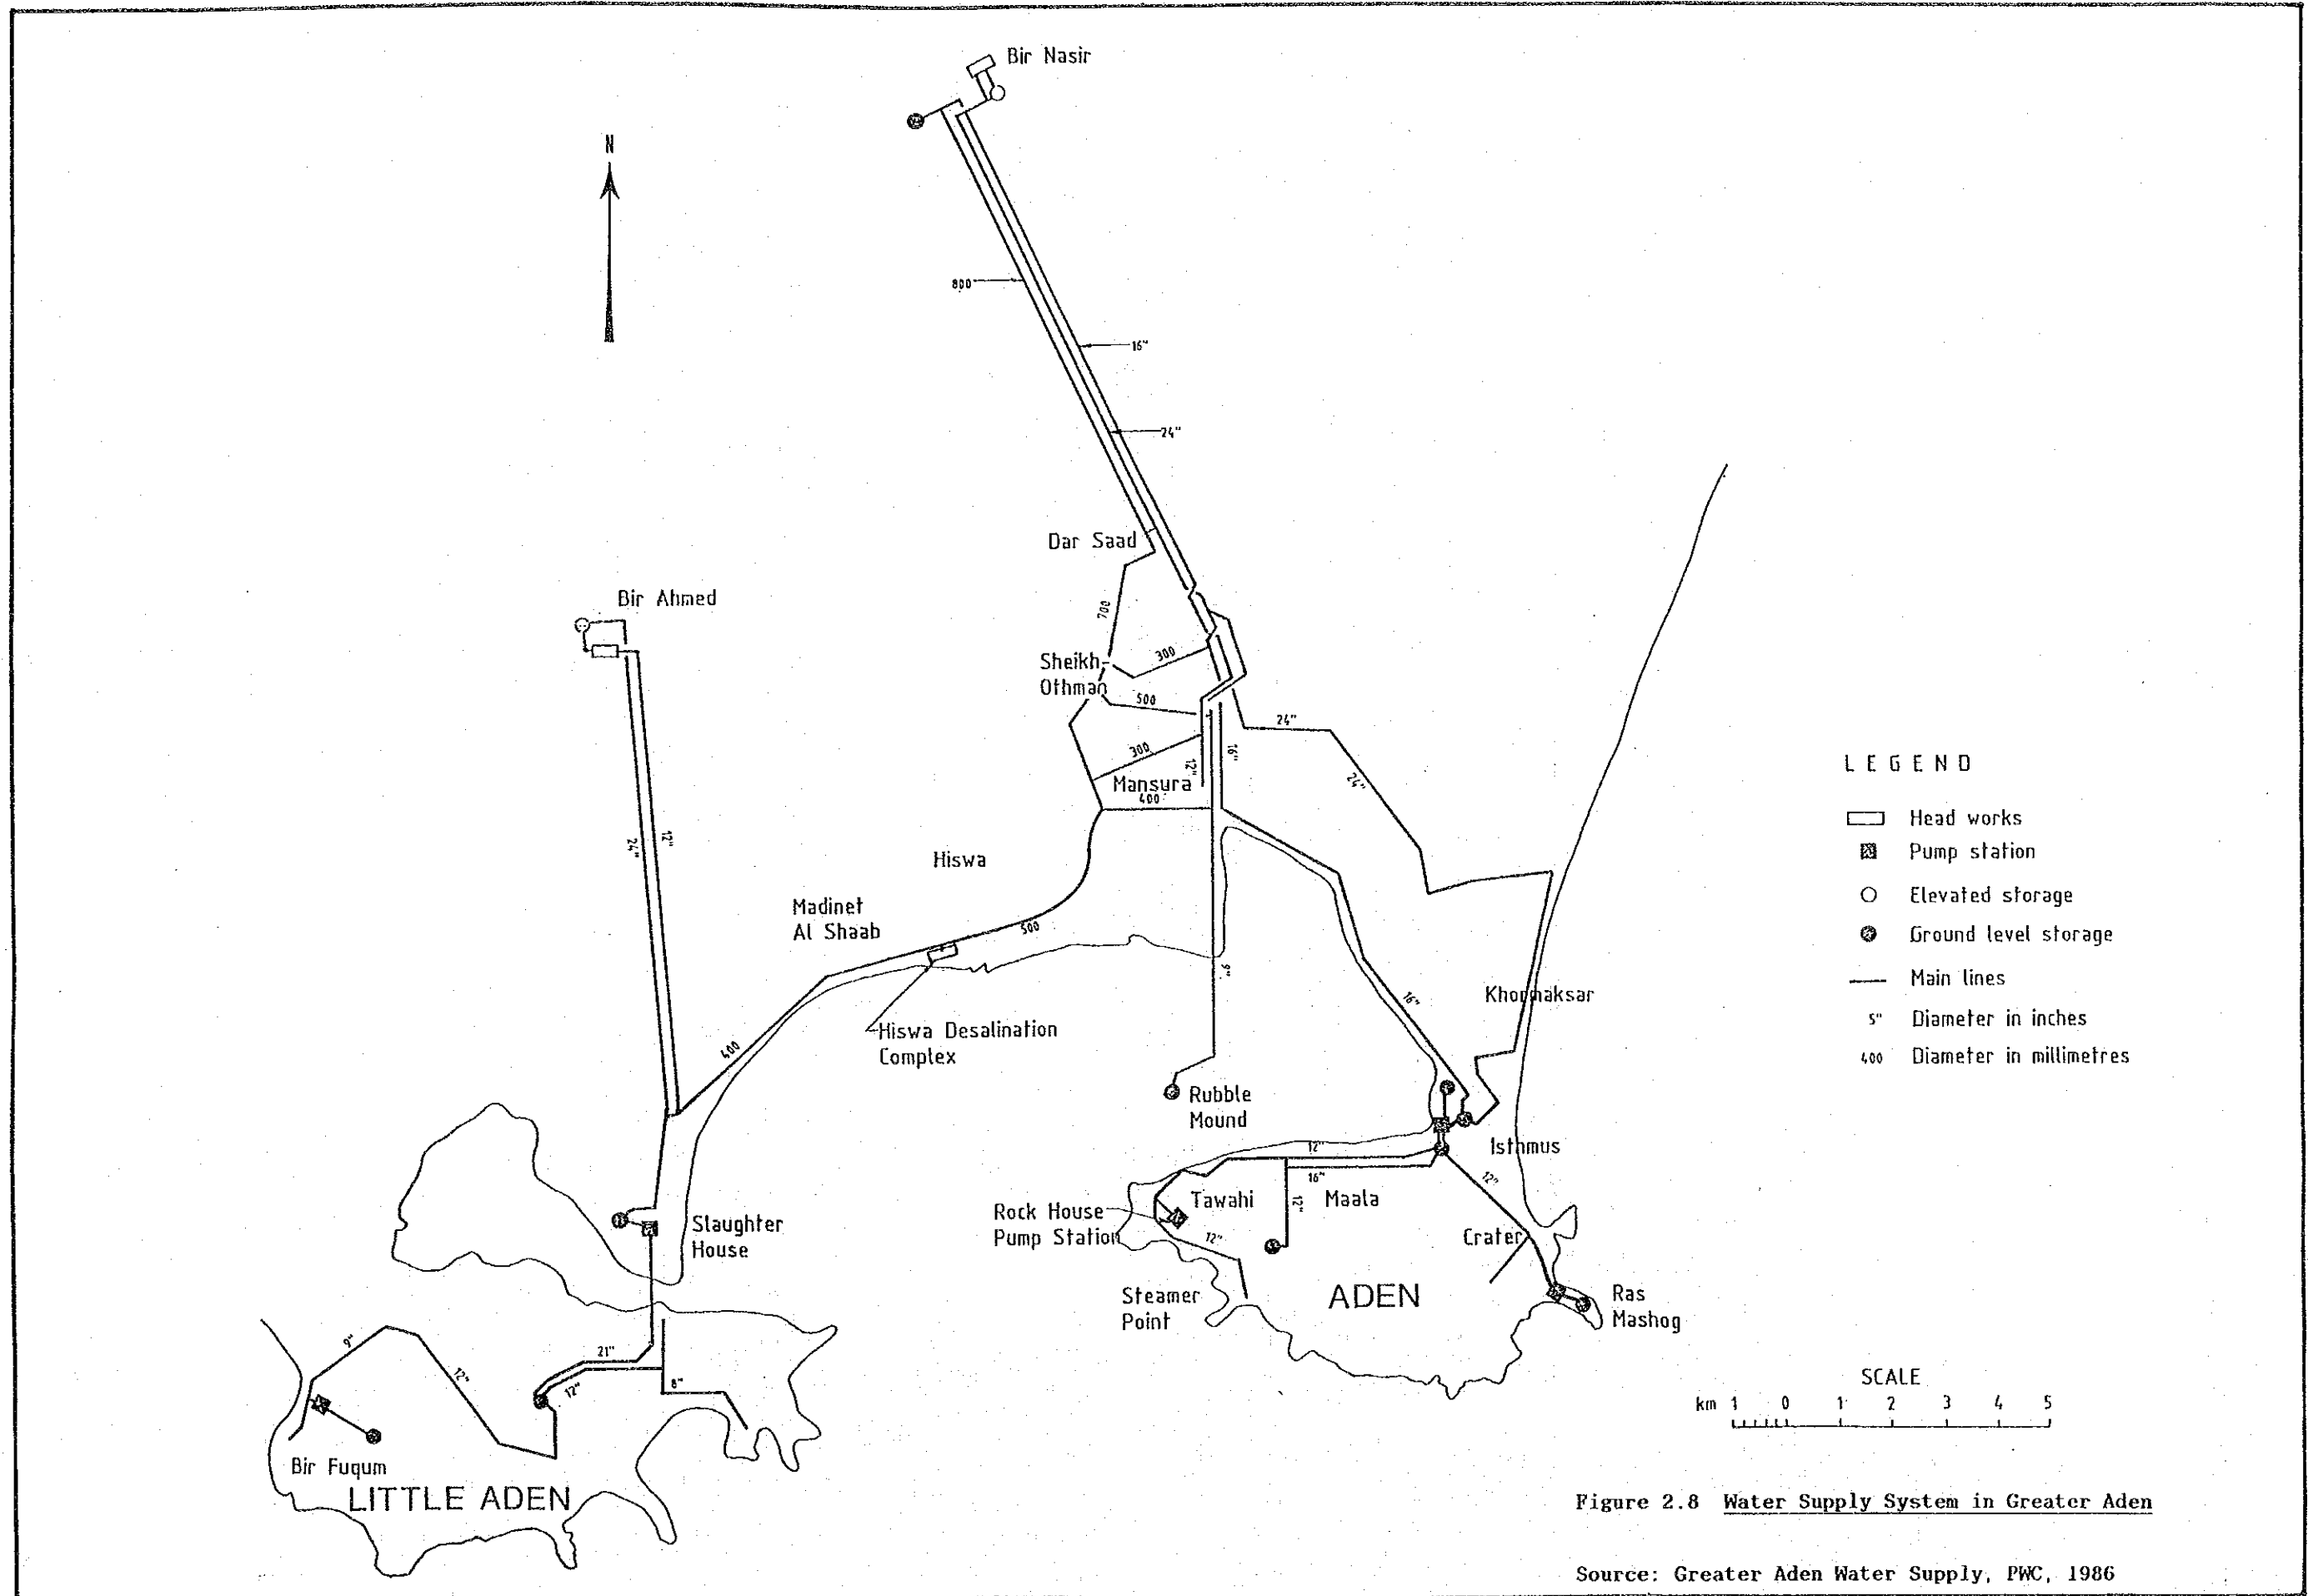 Bir Nasir
N
800
16"
24"
Dar Saad
Bir Ahmed
700
Sheikh-
Othman
300
500
24"
300
16"
12"
24"
Mansura
400
24"
12"
Hiswa
Madinet
Al Shaab
500
9"
16"
Khormaksar
Hiswa Desalination
Complex
400
Rubble
Mound
Isthmus
12"
16"
12"
12"
Tawahi
Maala
Rock House
Pump Station
12"
Crater
Slaughter
House
Steamer
Point
ADEN
Ras
Mashog
9"
12"
21"
12"
8"
Bir Fuqum
LITTLE ADEN
LEGEND
Head works
Pump station
Elevated storage
Ground level storage
Main lines
5" Diameter in inches
400 Diameter in millimetres
SCALE
km 1 0 1 2 3 4 5
Figure 2.8 Water Supply System in Greater Aden
Source: Greater Aden Water Supply, PWC, 1986